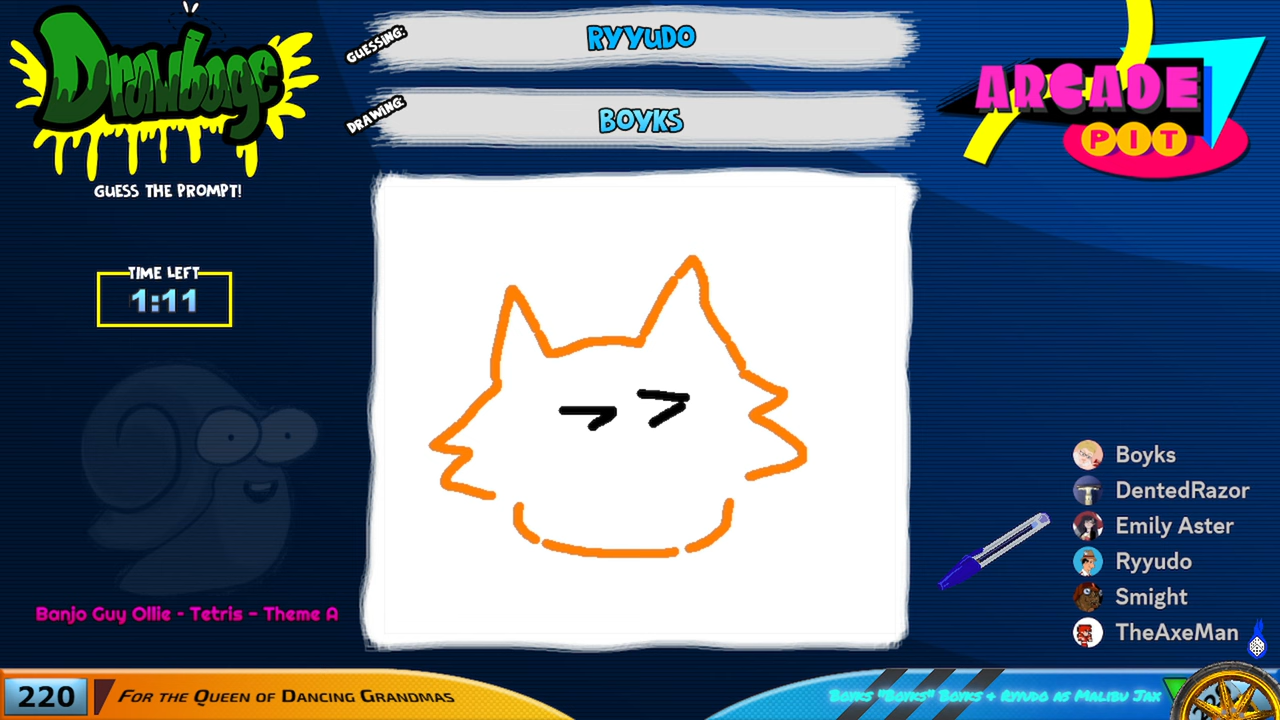 Drawbage
GUESS THE PROMPT!
GUESSING:
RYYUDO
DRAWING:
BOYKS
ARCADE
PIT
TIME LEFT
1:11
Boyks
DentedRazor
Emily Aster
Ryyudo
Smight
TheAxeMan
Banjo Guy Ollie - Tetris - Theme A
220
For the Queen of Dancing Grandmas
Boyks "Boyks" Boyks + Ryyudo as Malibu Jax